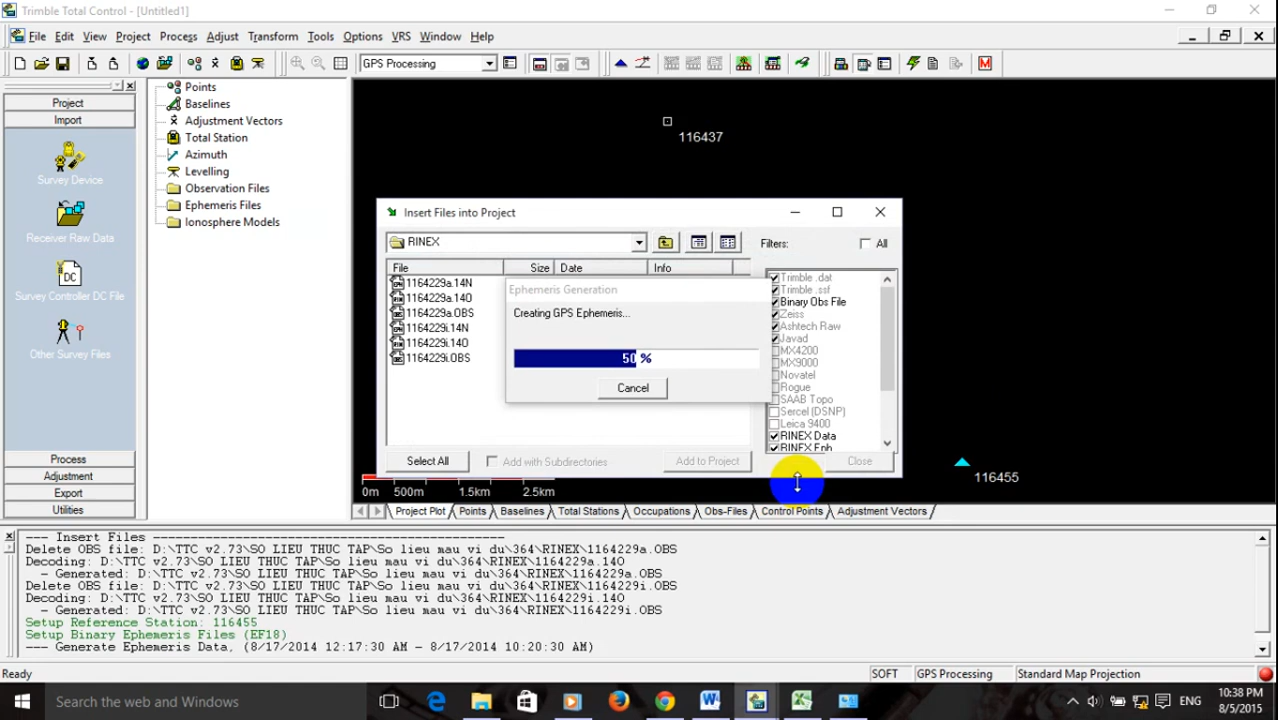 Trimble Total Control - [Untitled1]
File Edit View Project Process Adjust Transform Tools Options VRS Window Help
GPS Processing
Project
Import
Survey Device
Receiver Raw Data
DC
Survey Controller DC File
Other Survey Files
Process
Adjustment
Export
Utilities
Points
Baselines
Adjustment Vectors
Total Station
Azimuth
Levelling
Observation Files
Ephemeris Files
Ionosphere Models
116437
Insert Files into Project
RINEX
Filters:
All
File Size Date Info
1164229a.14N
1164229a.14O
1164229a.OBS
1164229i.14N
1164229i.14O
1164229i.OBS
Ephemeris Generation
Creating GPS Ephemeris...
50 %
Cancel
Trimble .dat
Trimble .ssf
Binary Obs File
Zeiss
Ashtech Raw
Javad
MX4200
MX9000
Novatel
Rogue
SAAB Topo
Sercel (DSNP)
Leica 9400
RINEX Data
RINEX Eph
Select All
Add with Subdirectories
Add to Project
Close
0m 500m 1.5km 2.5km
116455
Project Plot Points Baselines Total Stations Occupations Obs-Files Control Points Adjustment Vectors
--- Insert Files -----------------------------------------------
Delete OBS file: D:\TTC v2.73\SO LIEU THUC TAP\So lieu mau vi du\364\RINEX\1164229a.OBS
Decoding: D:\TTC v2.73\SO LIEU THUC TAP\So lieu mau vi du\364\RINEX\1164229a.14O
- Generated: D:\TTC v2.73\SO LIEU THUC TAP\So lieu mau vi du\364\RINEX\1164229a.OBS
Delete OBS file: D:\TTC v2.73\SO LIEU THUC TAP\So lieu mau vi du\364\RINEX\1164229i.OBS
Decoding: D:\TTC v2.73\SO LIEU THUC TAP\So lieu mau vi du\364\RINEX\1164229i.14O
- Generated: D:\TTC v2.73\SO LIEU THUC TAP\So lieu mau vi du\364\RINEX\1164229i.OBS
Setup Reference Station: 116455
Setup Binary Ephemeris Files (EF18)
--- Generate Ephemeris Data, (8/17/2014 12:17:30 AM - 8/17/2014 10:20:30 AM)
Ready
SOFT GPS Processing Standard Map Projection
Search the web and Windows
ENG
10:38 PM
8/5/2015